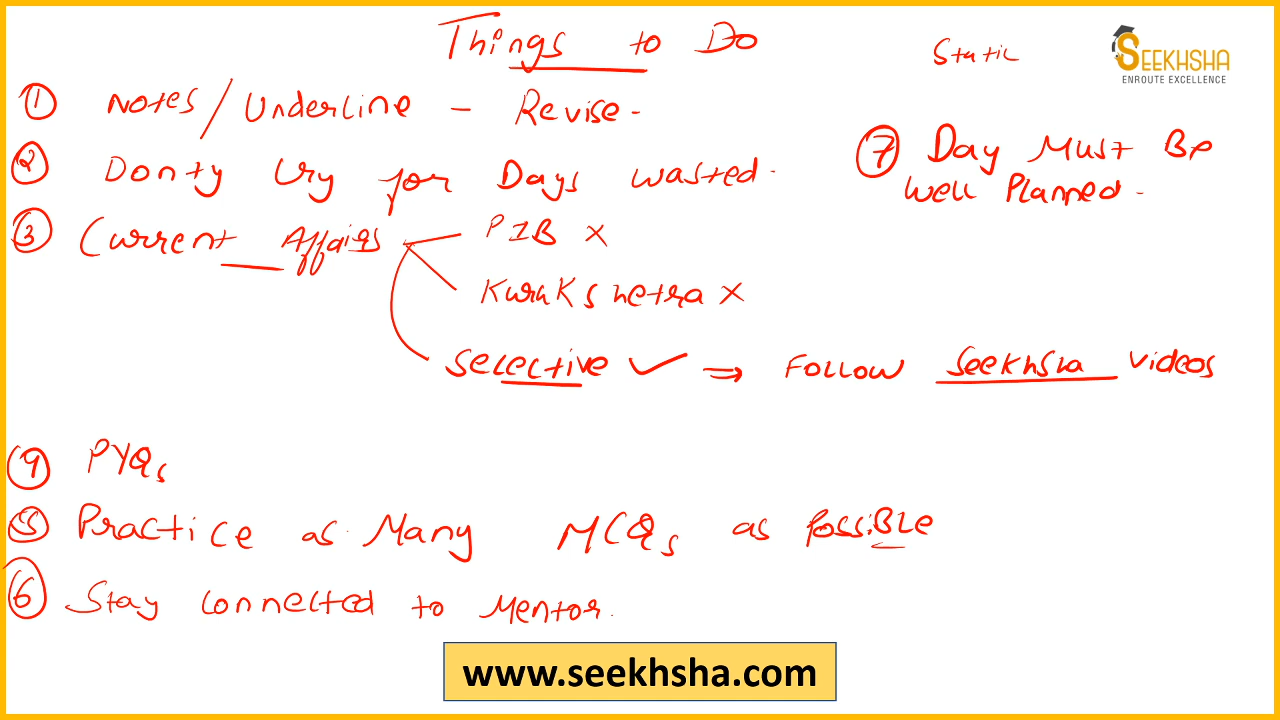 Things to Do
Static
SEEKHSHA
ENROUTE EXCELLENCE
① Notes/Underline - Revise.
② Donty Cry for Days wasted.
③ Current Affairs
PIB X
Kurukshetra X
Selective ✓ ⇒ Follow Seekhsha Videos
⑦ Day Must Be
Well Planned.
④ PYQs
⑤ Practice as Many MCQs as Possible
⑥ Stay Connected to Mentor.
www.seekhsha.com